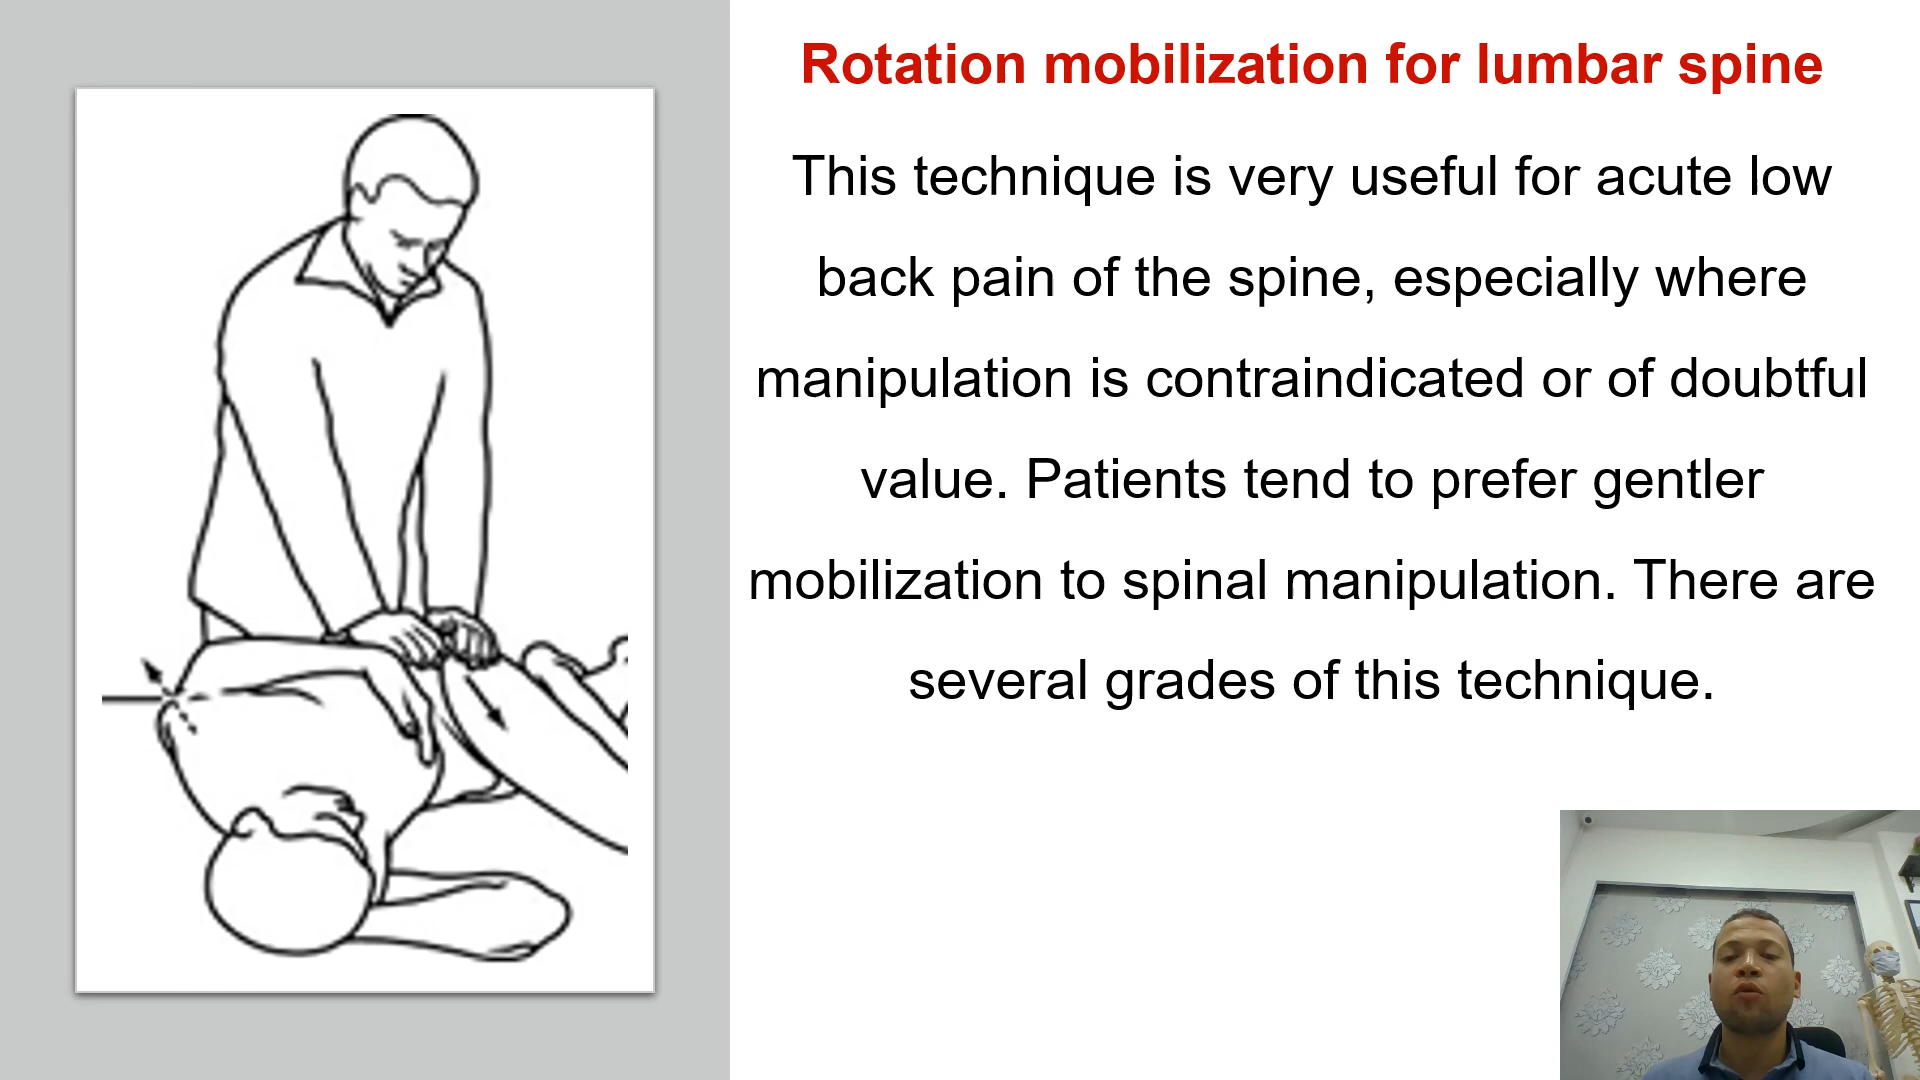 Rotation mobilization for lumbar spine
This technique is very useful for acute low
back pain of the spine, especially where
manipulation is contraindicated or of doubtful
value. Patients tend to prefer gentler
mobilization to spinal manipulation. There are
several grades of this technique.